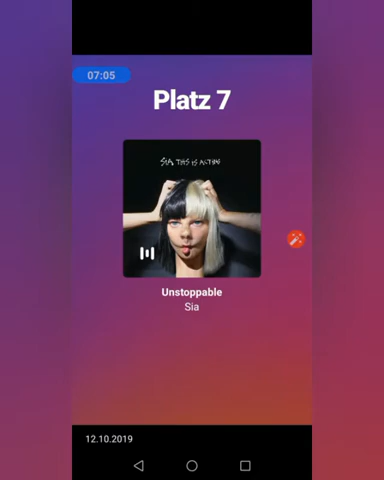 07:05
Platz 7
Sia THIS IS ACTING
Unstoppable
Sia
12.10.2019